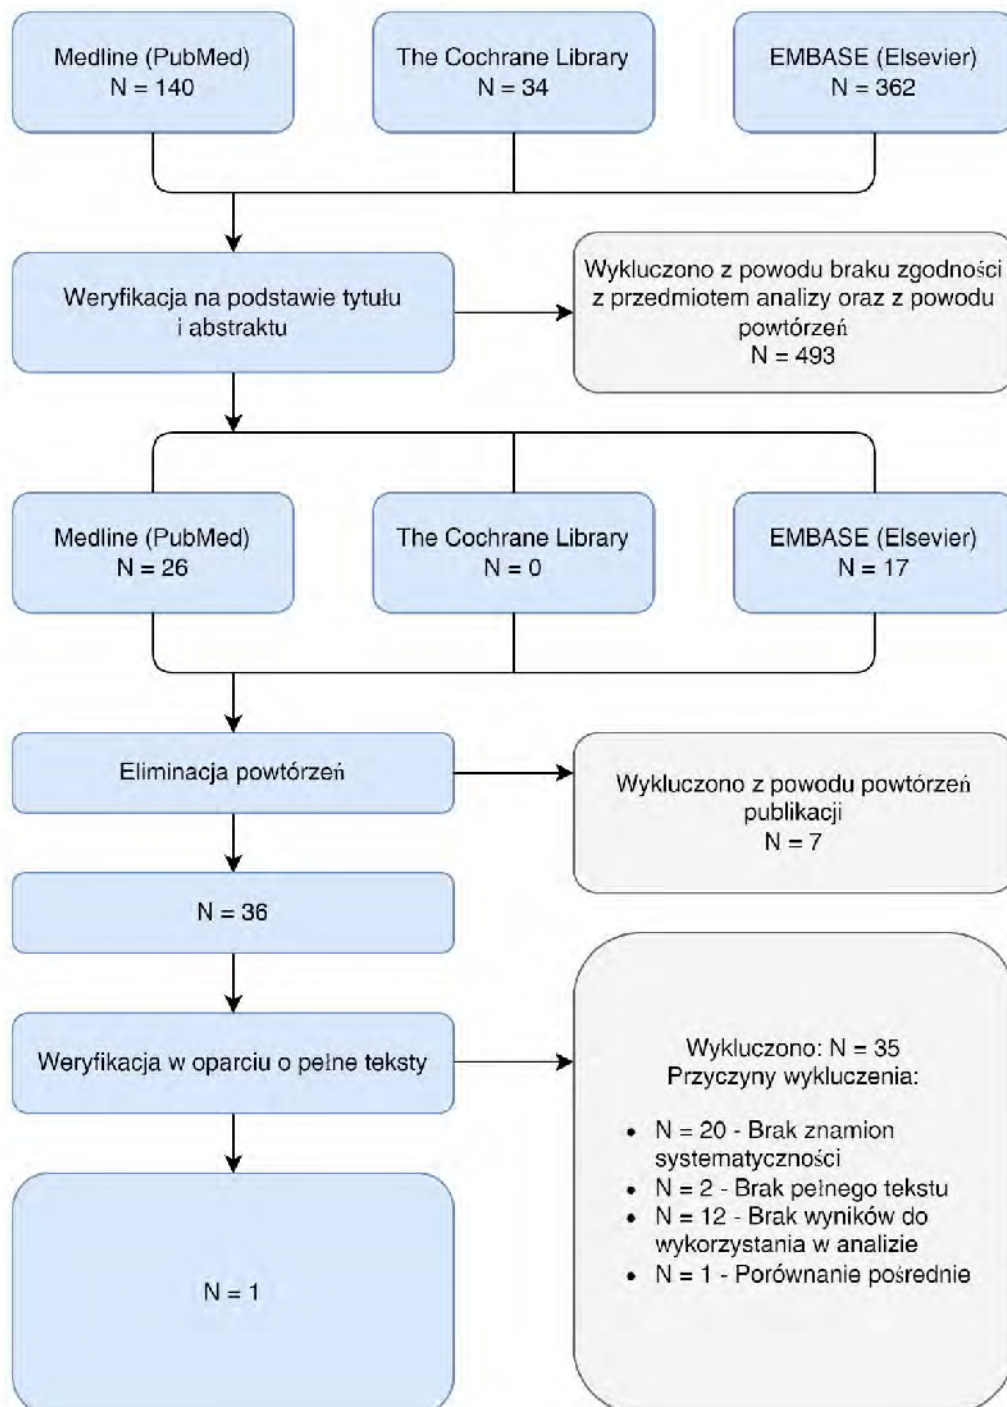 Medline (PubMed)
N = 140
The Cochrane Library
N = 34
EMBASE (Elsevier)
N = 362
Weryfikacja na podstawie tytułu
i abstraktu
Wykluczono z powodu braku zgodności
z przedmiotem analizy oraz z powodu
powtórzeń
N = 493
Medline (PubMed)
N = 26
The Cochrane Library
N = 0
EMBASE (Elsevier)
N = 17
Eliminacja powtórzeń
Wykluczono z powodu powtórzeń
publikacji
N = 7
N = 36
Weryfikacja w oparciu o pełne teksty
Wykluczono: N = 35
Przyczyny wykluczenia:
• N = 20 - Brak znamion
systematyczności
• N = 2 - Brak pełnego tekstu
• N = 12 - Brak wyników do
wykorzystania w analizie
• N = 1 - Porównanie pośrednie
N = 1